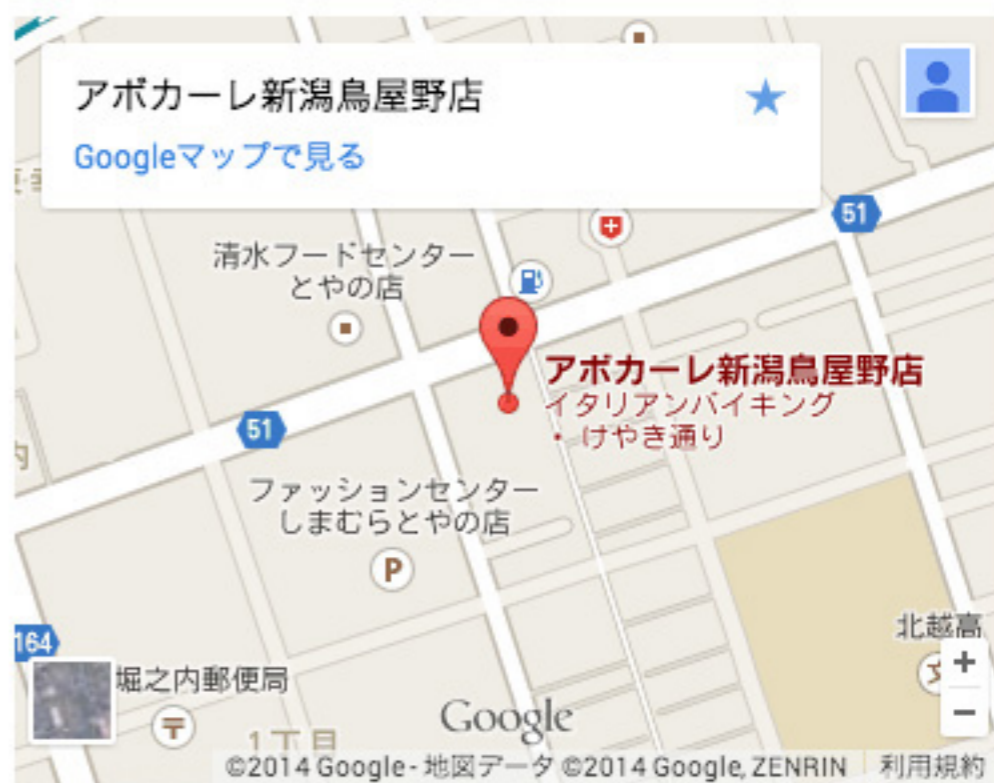 アボカーレ新潟鳥屋野店
Googleマップで見る
51
清水フードセンター
とやの店
アボカーレ新潟鳥屋野店
イタリアンバイキング
・ けやき通り
51
内
ファッションセンター
しまむらとやの店
P
164
北越高
文
+
堀之内郵便局
−
Google
1丁目
©2014 Google - 地図データ ©2014 Google, ZENRIN
利用規約